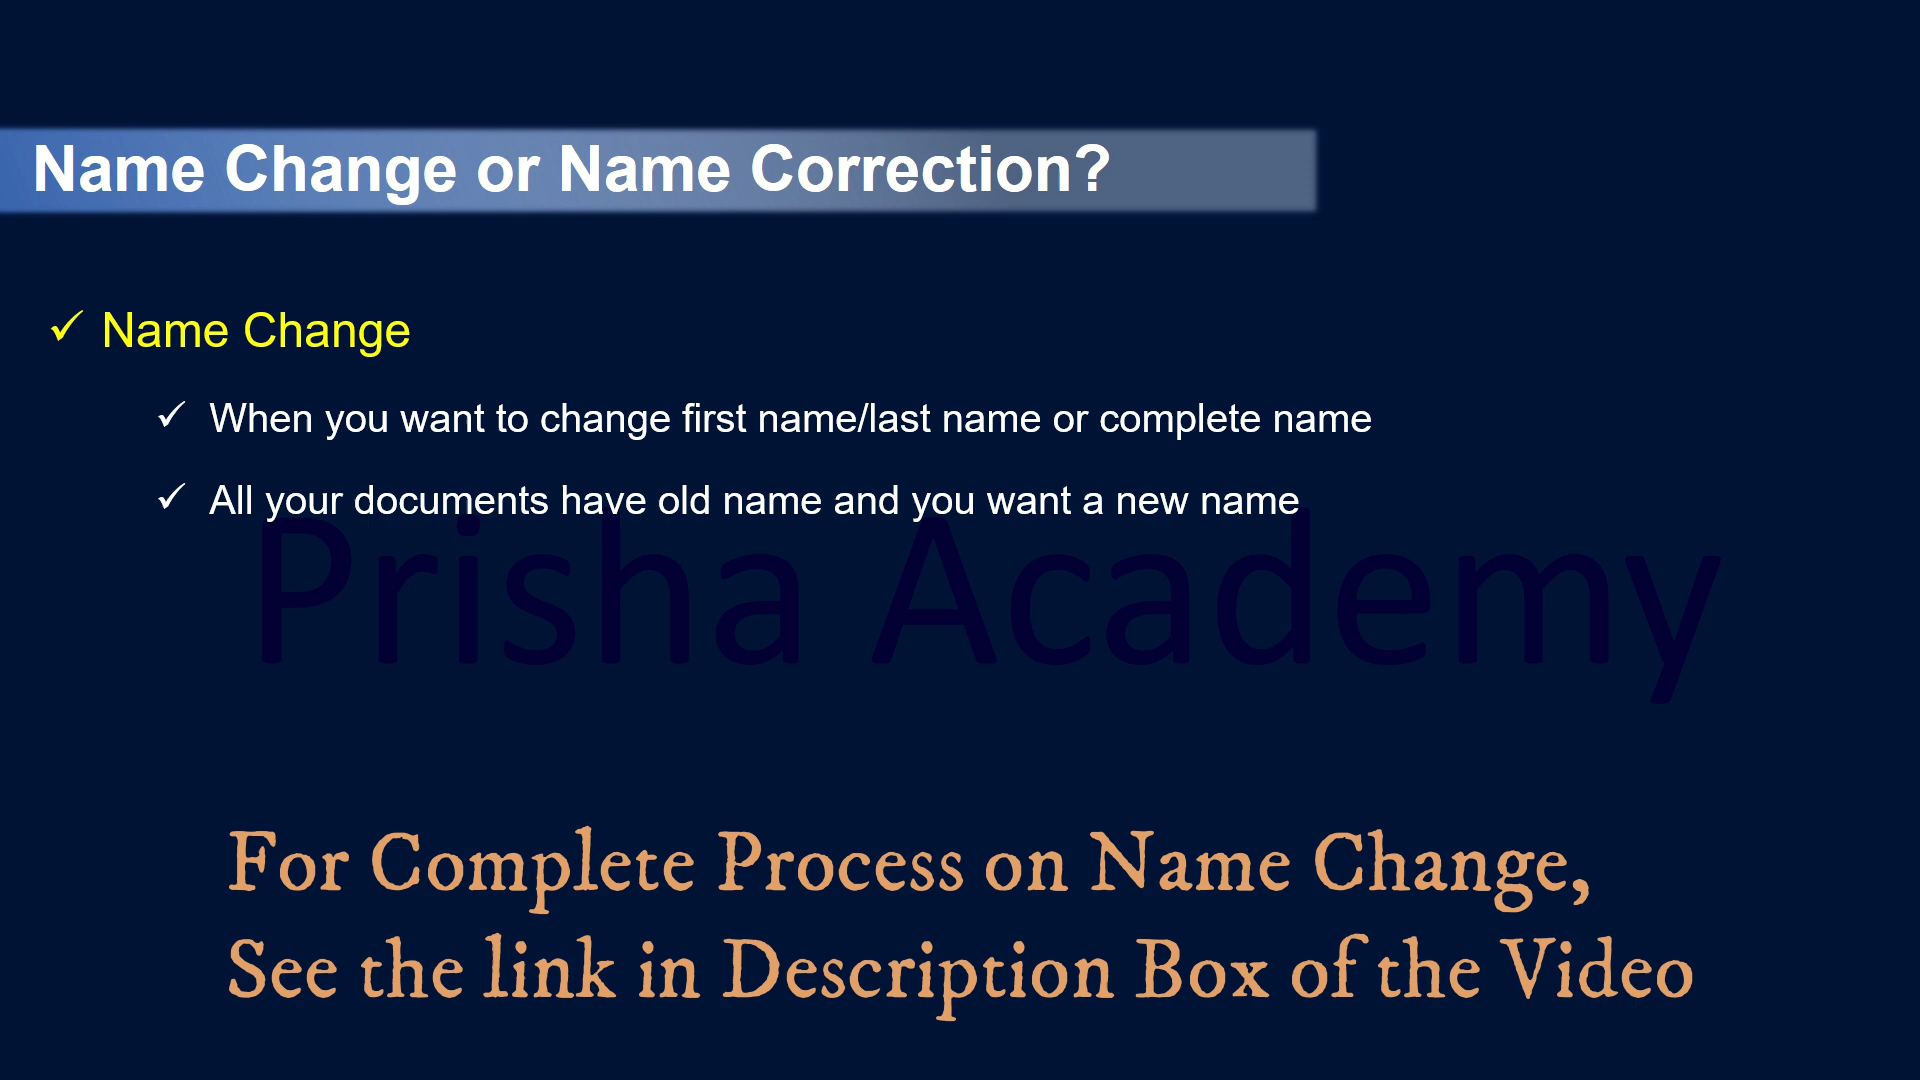 Name Change or Name Correction?
✓ Name Change
✓ When you want to change first name/last name or complete name
✓ All your documents have old name and you want a new name
Prisha Academy
For Complete Process on Name Change,
See the link in Description Box of the Video